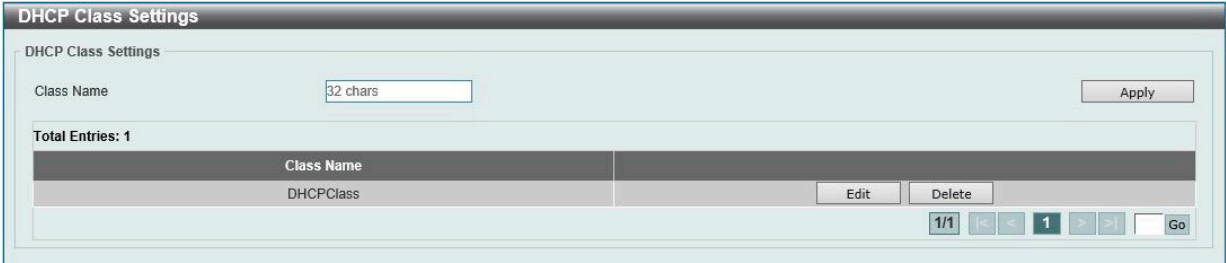 DHCP Class Settings
DHCP Class Settings
Class Name 32 chars Apply
Total Entries: 1
Class Name
DHCPClass Edit Delete
1/1 |< < 1 > >| Go